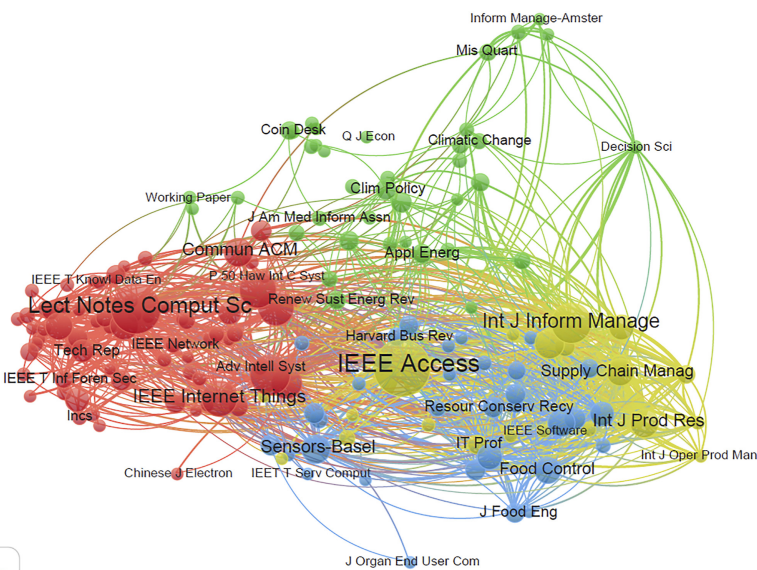 Inform Manage-Amster
Mis Quart
Coin Desk
Q J Econ
Climatic Change
Decision Sci
Clim Policy
Working Paper
J Am Med Inform Assn
Commun ACM
Appl Energ
P 50 Haw Int C Syst
IEEE T Knowl Data En
Renew Sust Energ Rev
Lect Notes Comput Sc
Int J Inform Manage
Harvard Bus Rev
IEEE Network
Tech Rep
IEEE Access
Adv Intell Syst
Supply Chain Manag
IEEE T Inf Foren Sec
IEEE Internet Things
Resour Conserv Recy
lncs
Int J Prod Res
IEEE Software
IT Prof
Sensors-Basel
Int J Oper Prod Man
Food Control
Chinese J Electron
IEET T Serv Comput
J Food Eng
J Organ End User Com